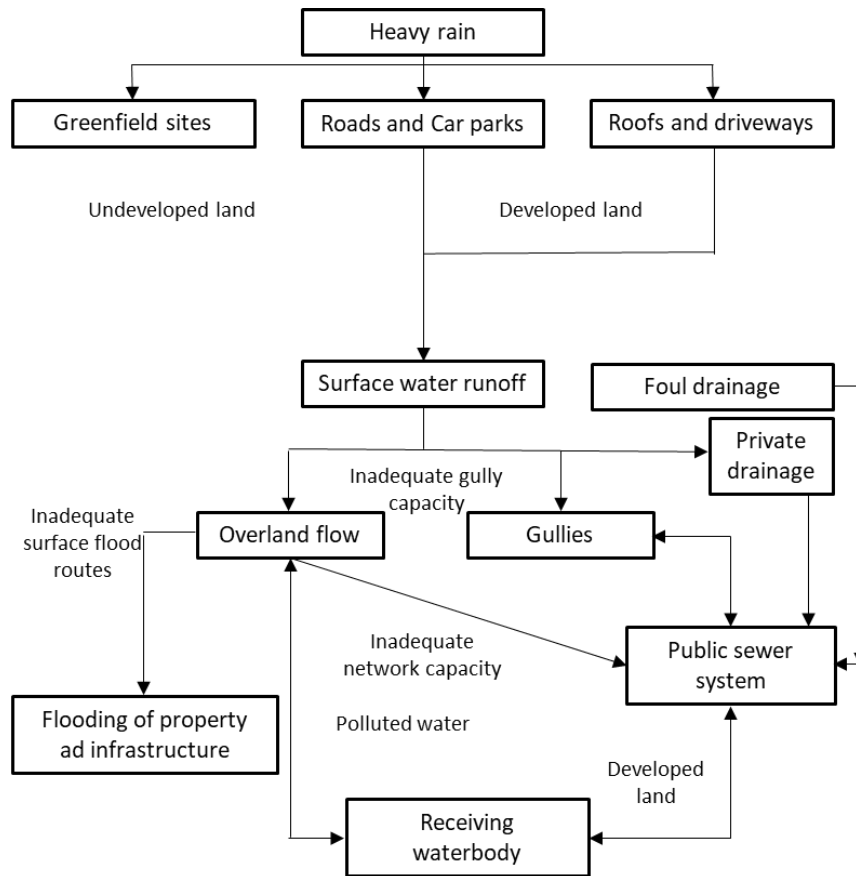 Heavy rain
Greenfield sites
Roads and Car parks
Roofs and driveways
Undeveloped land
Developed land
Surface water runoff
Foul drainage
Private
drainage
Inadequate gully
capacity
Inadequate
surface flood
routes
Overland flow
Gullies
Inadequate
network capacity
Public sewer
system
Flooding of property
ad infrastructure
Polluted water
Developed
land
Receiving
waterbody